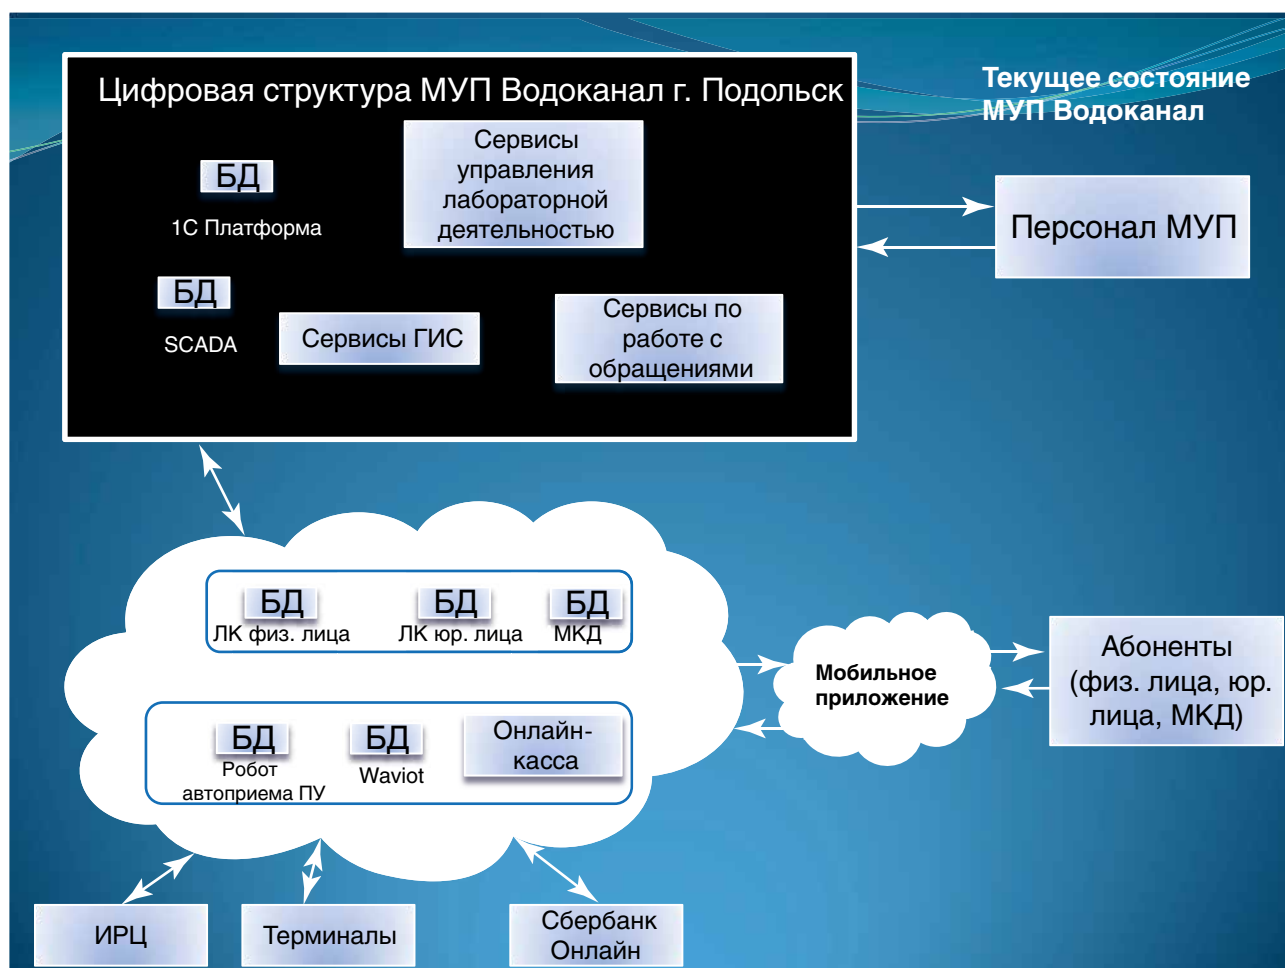 Цифровая структура МУП Водоканал г. Подольск
Текущее состояние
МУП Водоканал
БД
1С Платформа
Сервисы
управления
лабораторной
деятельностью
Персонал МУП
БД
SCADA
Сервисы ГИС
Сервисы по
работе с
обращениями
БД
ЛК физ. лица
БД
ЛК юр. лица
БД
МКД
БД
Робот
автоприема ПУ
БД
Waviot
Онлайн-
касса
Мобильное
приложение
Абоненты
(физ. лица, юр.
лица, МКД)
ИРЦ
Терминалы
Сбербанк
Онлайн